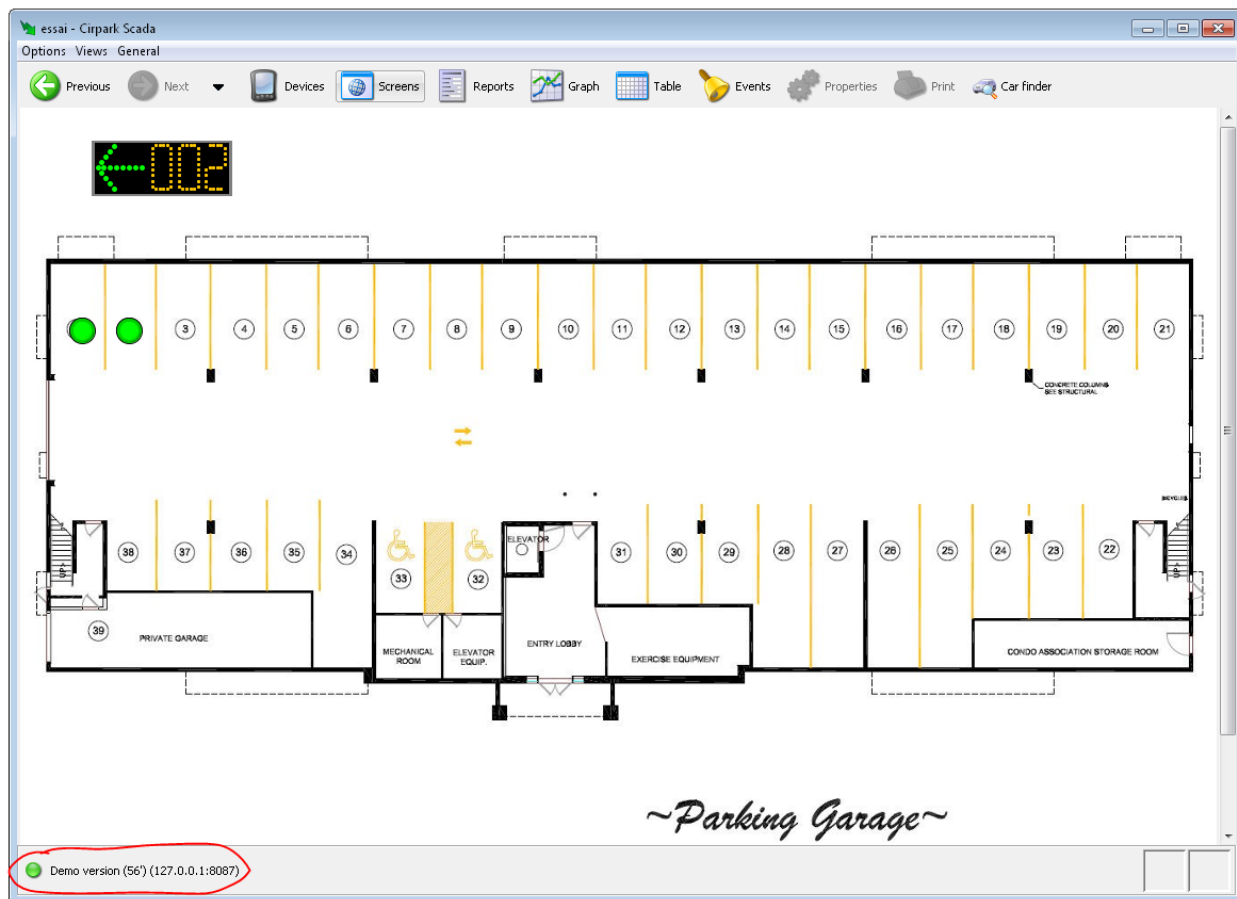 essai - Cirpark Scada
Options Views General
Previous Next Devices Screens Reports Graph Table Events Properties Print Car finder
002
3 4 5 6 7 8 9 10 11 12 13 14 15 16 17 18 19 20 21
CONCRETE COLUMNS
SEE STRUCTURAL
BICYCLES
ELEVATOR
38 37 36 35 34 31 30 29 28 27 26 25 24 23 22
UP
UP
33 32
39
PRIVATE GARAGE
MECHANICAL
ROOM
ELEVATOR
EQUIP.
ENTRY LOBBY
EXERCISE EQUIPMENT
CONDO ASSOCIATION STORAGE ROOM
~Parking Garage~
Demo version (56') (127.0.0.1:8087)